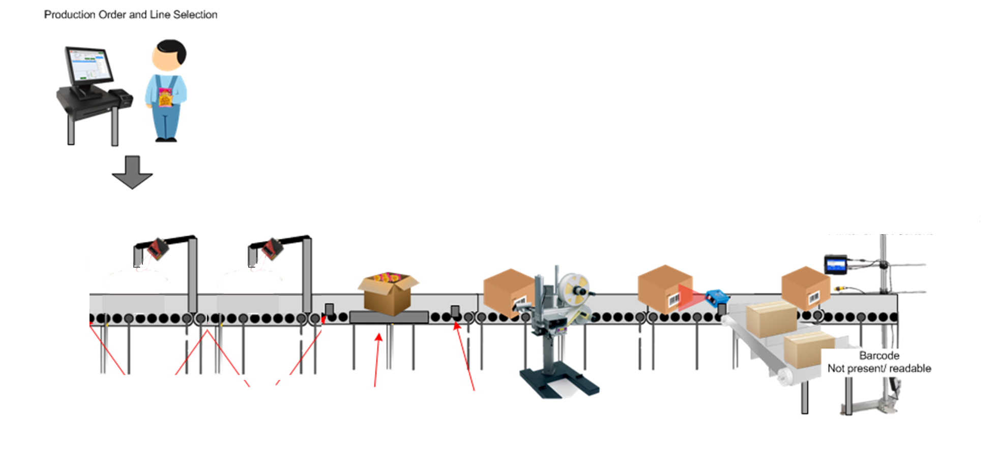 Production Order and Line Selection
Barcode
Not present/ readable